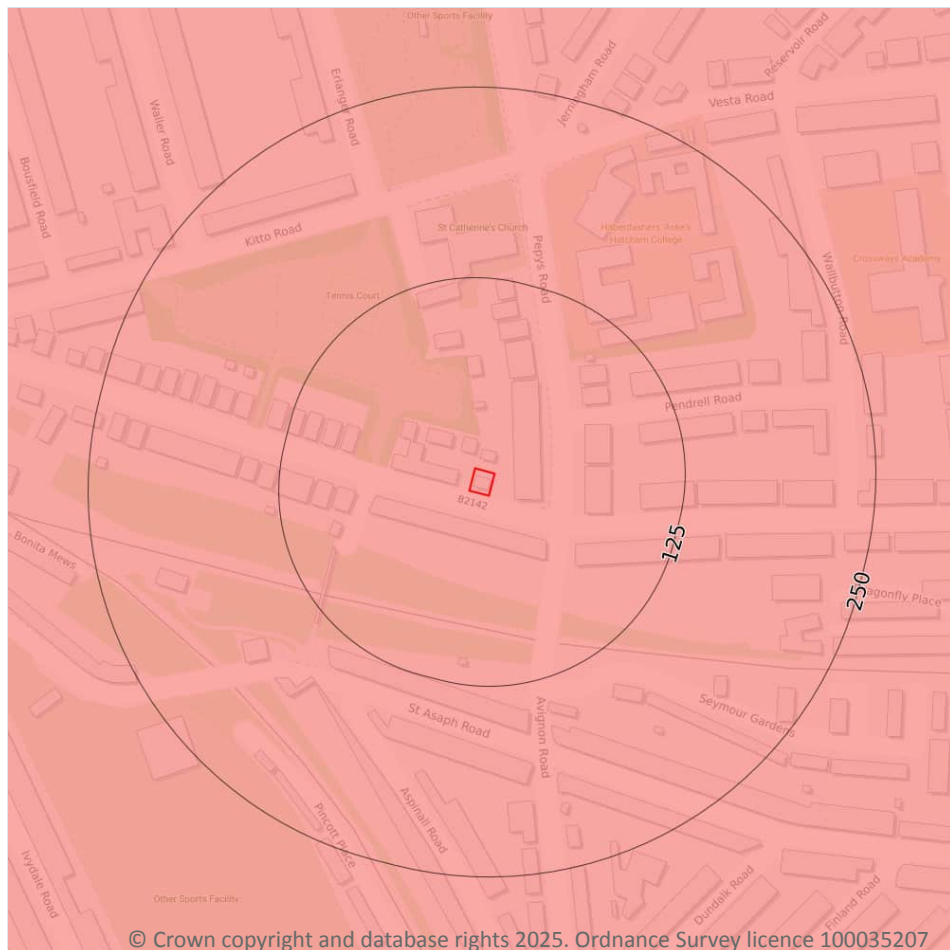 Other Sports Facility
Reservoir Road
Jerningham Road
Erlanger Road
Vesta Road
Waller Road
Bousfield Road
St Catherine's Church
Haberdashers' Aske's
Hatcham College
Kitto Road
Pepys Road
Wallbutton Road
Crossways Academy
Tennis Court
Pendrell Road
B2142
125
Bonita Mews
250
agonfly Place
St Asaph Road
Avignon Road
Seymour Gardens
Aspinall Road
Pincott Place
Ivydale Road
Dundalk Road
Finland Road
Other Sports Facility
© Crown copyright and database rights 2025. Ordnance Survey licence 100035207